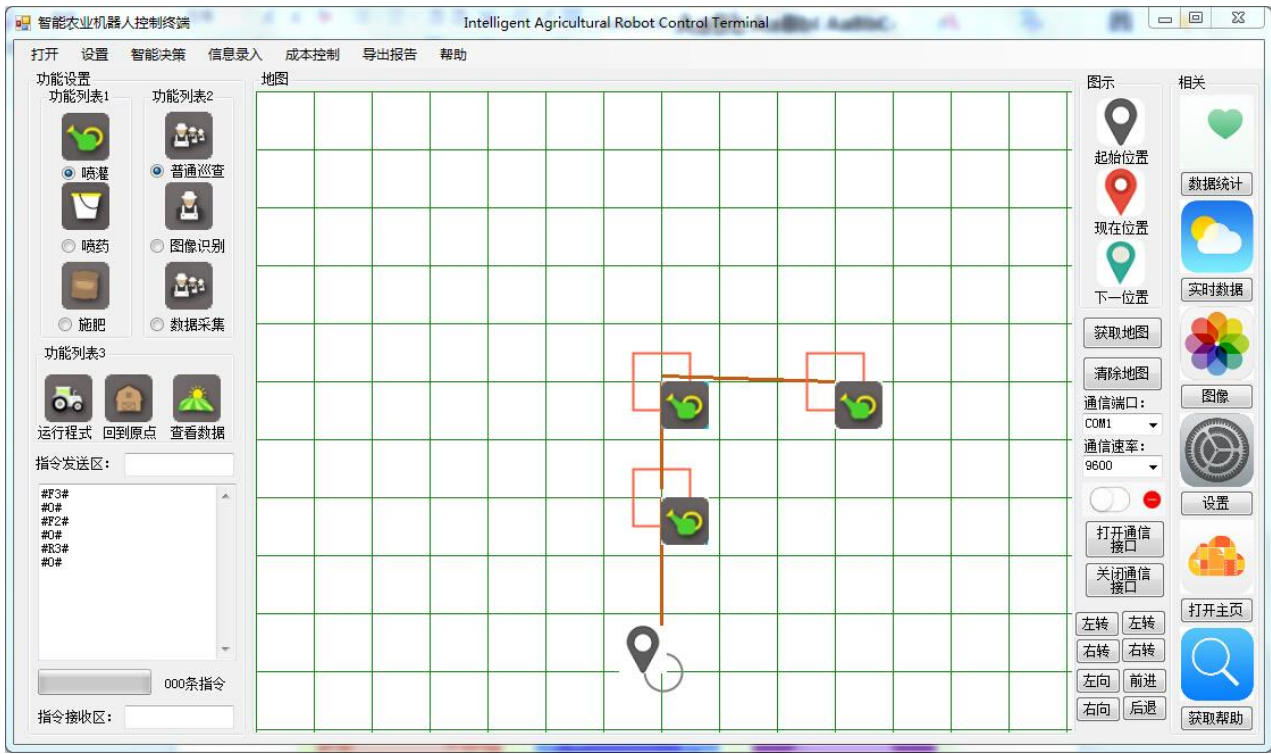 智能农业机器人控制终端
Intelligent Agricultural Robot Control Terminal
打开 设置 智能决策 信息录入 成本控制 导出报告 帮助
功能设置
功能列表1 功能列表2
喷灌 普通巡查
喷药 图像识别
施肥 数据采集
功能列表3
运行程式 回到原点 查看数据
指令发送区：
#F3#
#O#
#F2#
#O#
#R3#
#O#
000条指令
指令接收区：
地图
图示
起始位置
现在位置
下一位置
获取地图
清除地图
通信端口：
COM1
通信速率：
9600
打开通信
接口
关闭通信
接口
左转 左转
右转 右转
左向 前进
右向 后退
相关
数据统计
实时数据
图像
设置
打开主页
获取帮助